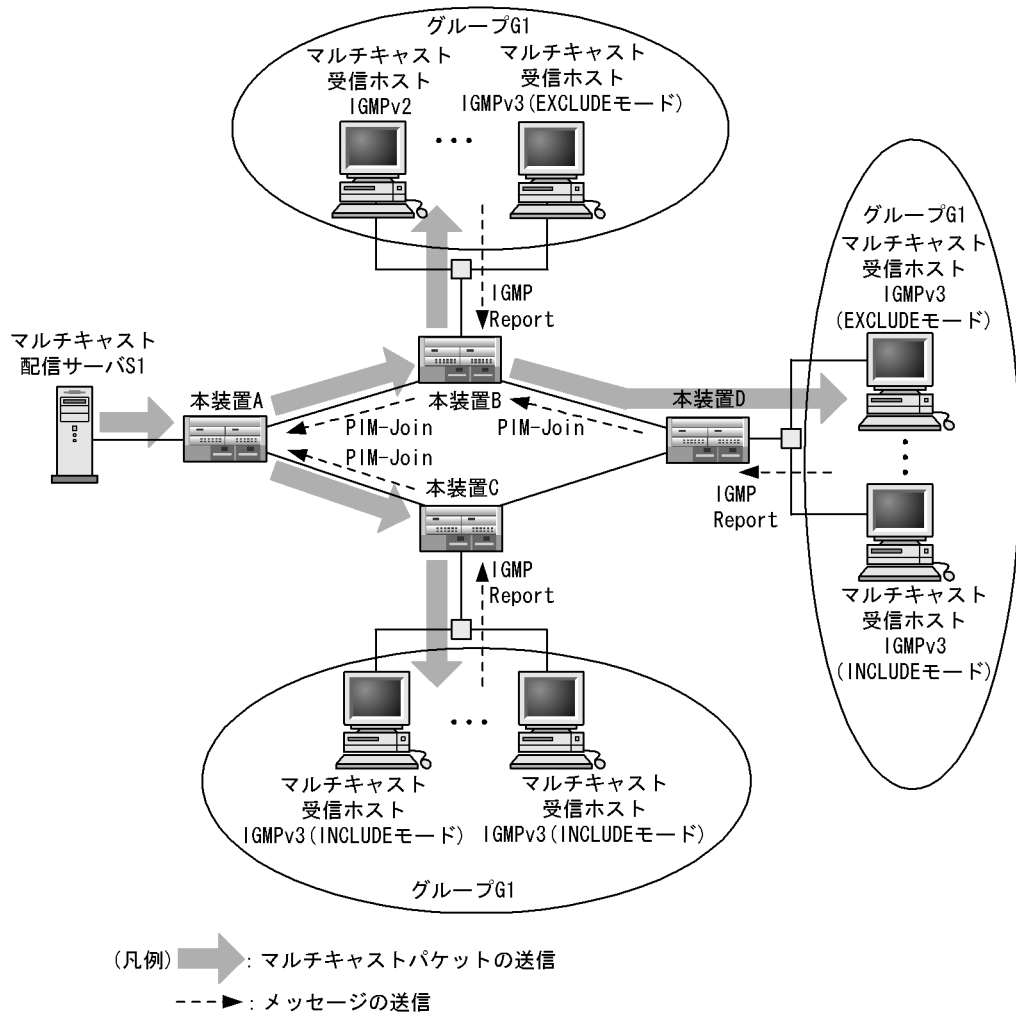 グループG1
マルチキャスト
受信ホスト
IGMPv2
マルチキャスト
受信ホスト
IGMPv3(EXCLUDEモード)
・・・
IGMP
Report
マルチキャスト
配信サーバS1
本装置A
本装置B
本装置D
PIM-Join
PIM-Join
PIM-Join
本装置C
グループG1
マルチキャスト
受信ホスト
IGMPv3
(EXCLUDEモード)
IGMP
Report
マルチキャスト
受信ホスト
IGMPv3
(INCLUDEモード)
IGMP
Report
・・・
マルチキャスト
受信ホスト
IGMPv3(INCLUDEモード)
マルチキャスト
受信ホスト
IGMPv3(INCLUDEモード)
グループG1
(凡例)
:マルチキャストパケットの送信
:メッセージの送信